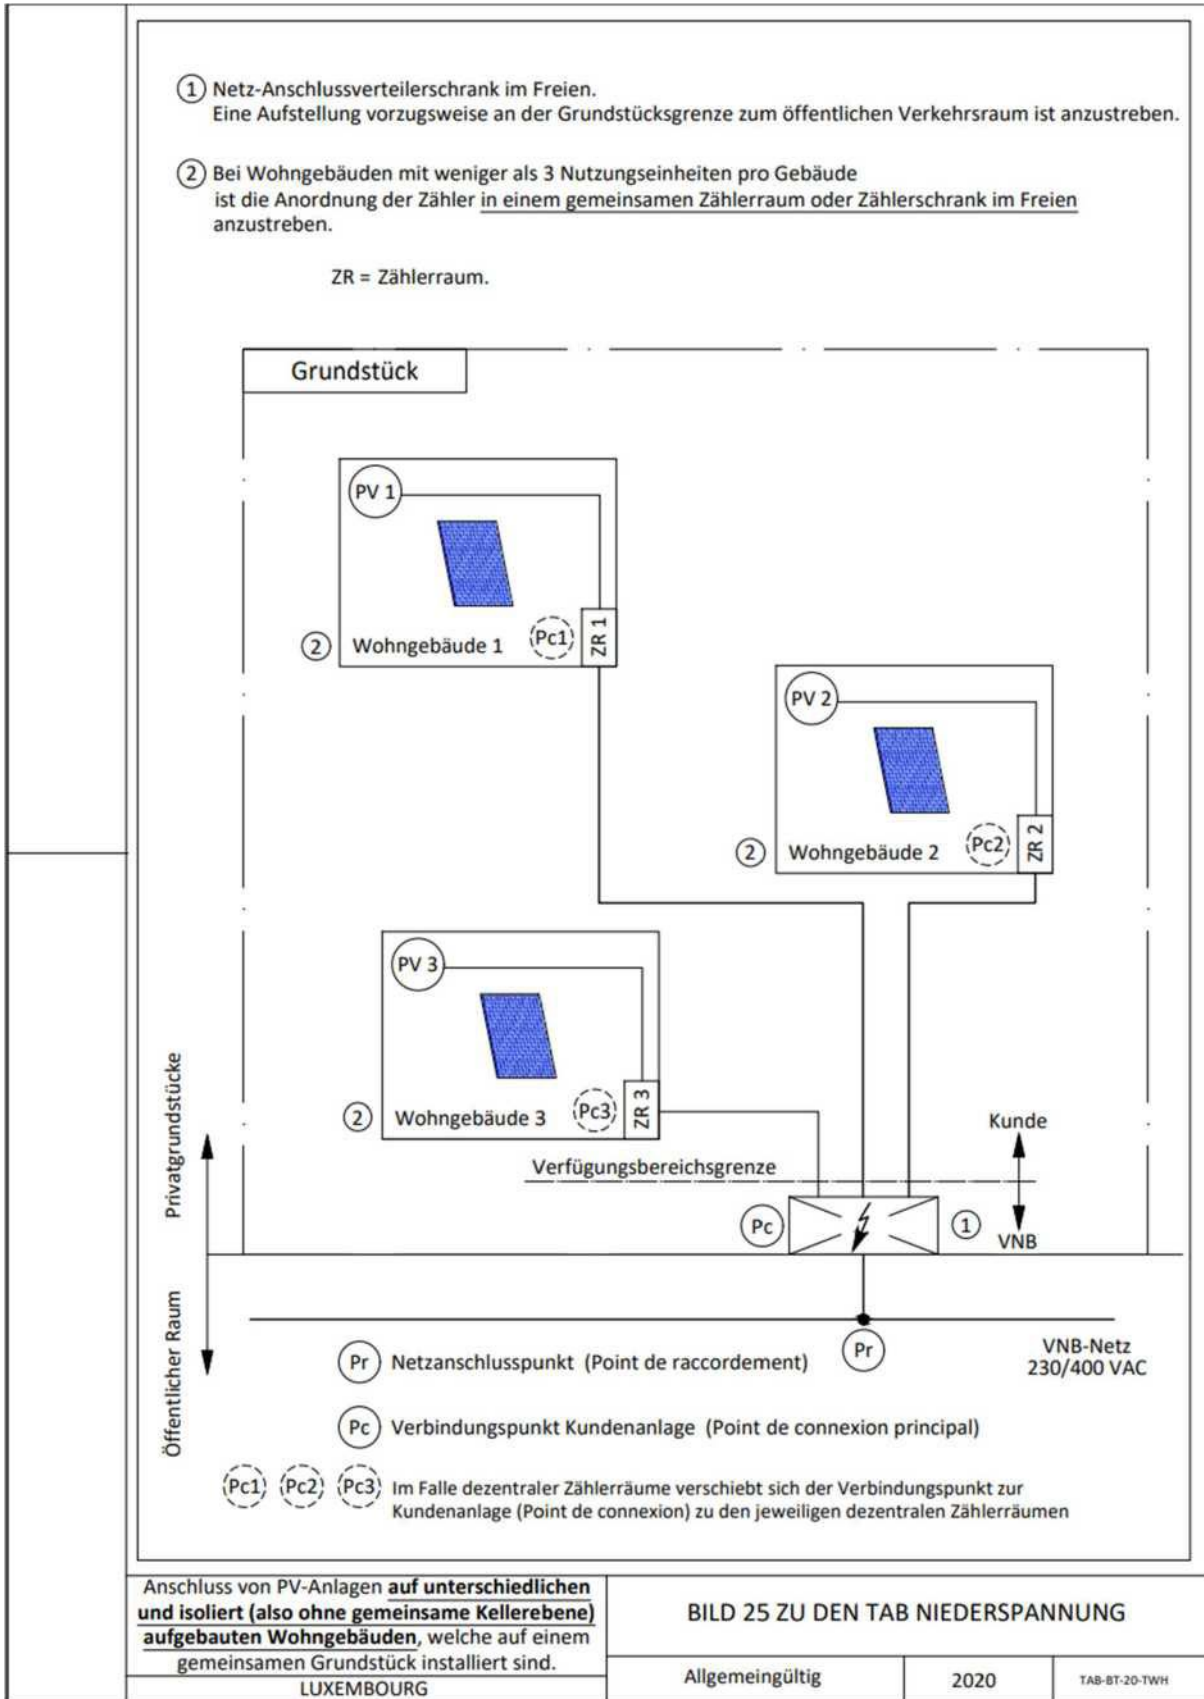 ① Netz-Anschlussverteilerschrank im Freien.
Eine Aufstellung vorzugsweise an der Grundstücksgrenze zum öffentlichen Verkehrsraum ist anzustreben.
② Bei Wohngebäuden mit weniger als 3 Nutzungseinheiten pro Gebäude
ist die Anordnung der Zähler in einem gemeinsamen Zählerraum oder Zählerschrank im Freien
anzustreben.
ZR = Zählerraum.
Grundstück
PV 1
② Wohngebäude 1
Pc1
ZR 1
PV 2
② Wohngebäude 2
Pc2
ZR 2
PV 3
② Wohngebäude 3
Pc3
ZR 3
Privatgrundstücke
Öffentlicher Raum
Verfügungsbereichsgrenze
Kunde
VNB
Pc
①
Pr
VNB-Netz
230/400 VAC
Pr Netzanschlusspunkt (Point de raccordement)
Pc Verbindungspunkt Kundenanlage (Point de connexion principal)
Pc1 Pc2 Pc3 Im Falle dezentraler Zählerräume verschiebt sich der Verbindungspunkt zur
Kundenanlage (Point de connexion) zu den jeweiligen dezentralen Zählerräumen
Anschluss von PV-Anlagen auf unterschiedlichen
und isoliert (also ohne gemeinsame Kellerebene)
aufgebauten Wohngebäuden, welche auf einem
gemeinsamen Grundstück installiert sind.
LUXEMBOURG
BILD 25 ZU DEN TAB NIEDERSPANNUNG
Allgemeingültig
2020
TAB-BT-20-TWH